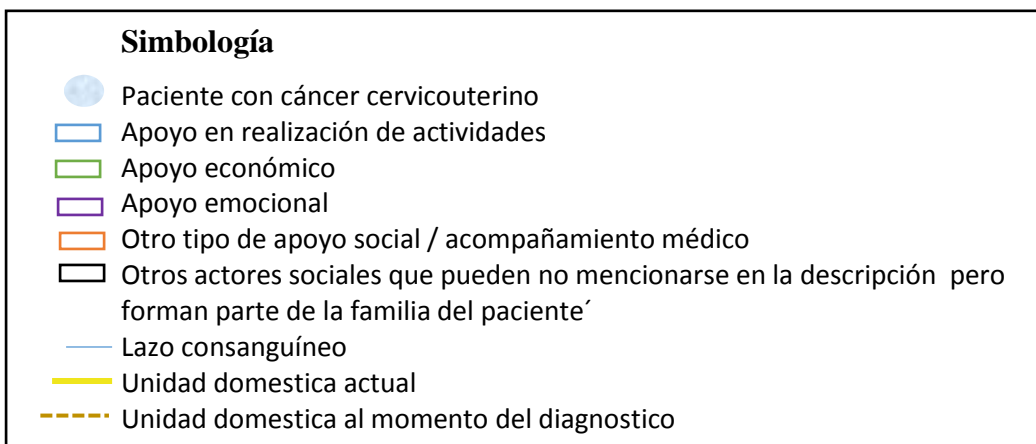 Simbología
Paciente con cáncer cervicouterino
Apoyo en realización de actividades
Apoyo económico
Apoyo emocional
Otro tipo de apoyo social / acompañamiento médico
Otros actores sociales que pueden no mencionarse en la descripción  pero
forman parte de la familia del paciente´
Lazo consanguíneo
Unidad domestica actual
Unidad domestica al momento del diagnostico